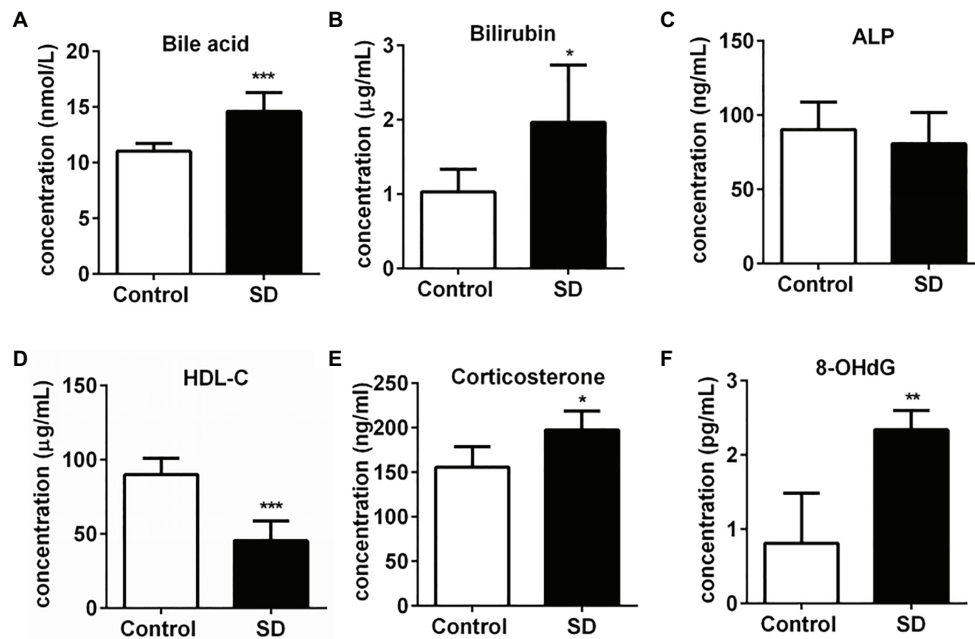 A
Bile acid
concentration (nmol/L)
20
15
10
5
0
***
Control
SD
B
Bilirubin
concentration (μg/mL)
3
2
1
0
*
Control
SD
C
ALP
concentration (ng/mL)
150
100
50
0
Control
SD
D
HDL-C
concentration (μg/mL)
150
100
50
0
***
Control
SD
E
Corticosterone
concentration (ng/ml)
250
200
150
100
50
0
*
Control
SD
F
8-OHdG
concentration (pg/mL)
3
2
1
0
**
Control
SD